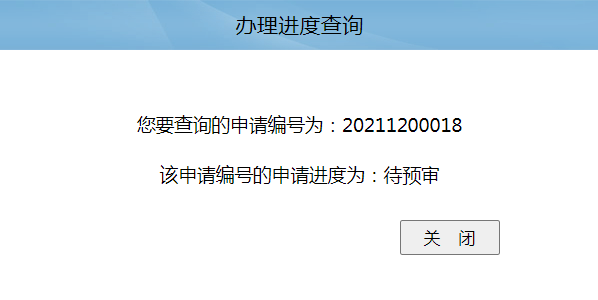 办理进度查询
您要查询的申请编号为：20211200018
该申请编号的申请进度为：待预审
关 闭